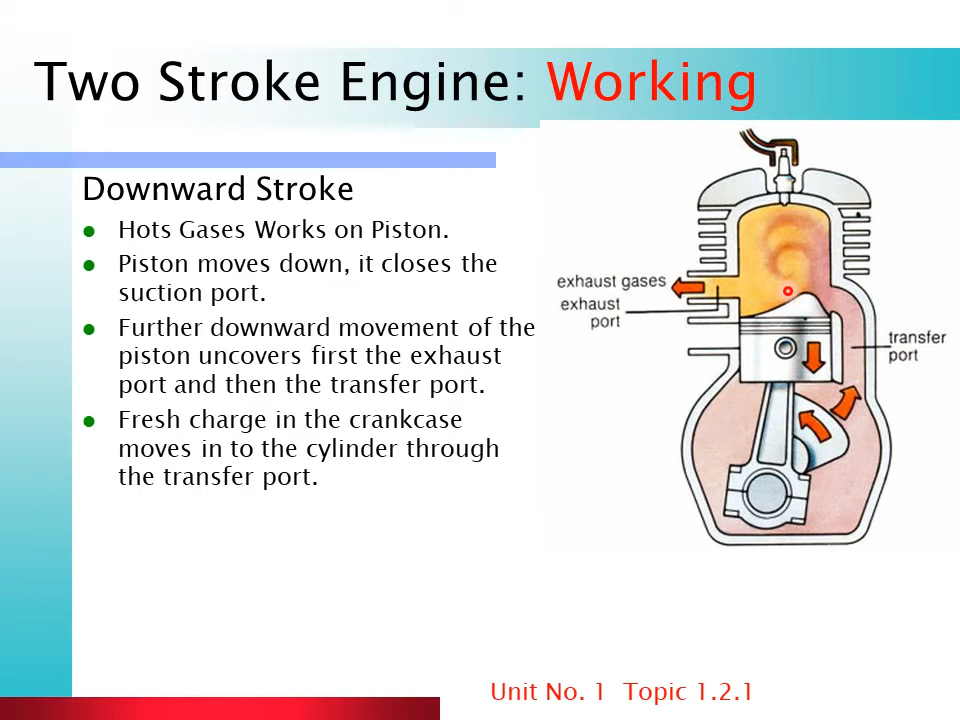 Two Stroke Engine: Working
Downward Stroke
Hots Gases Works on Piston.
Piston moves down, it closes the
suction port.
Further downward movement of the
piston uncovers first the exhaust
port and then the transfer port.
Fresh charge in the crankcase
moves in to the cylinder through
the transfer port.
exhaust gases
exhaust
port
transfer
port
Unit No. 1 Topic 1.2.1